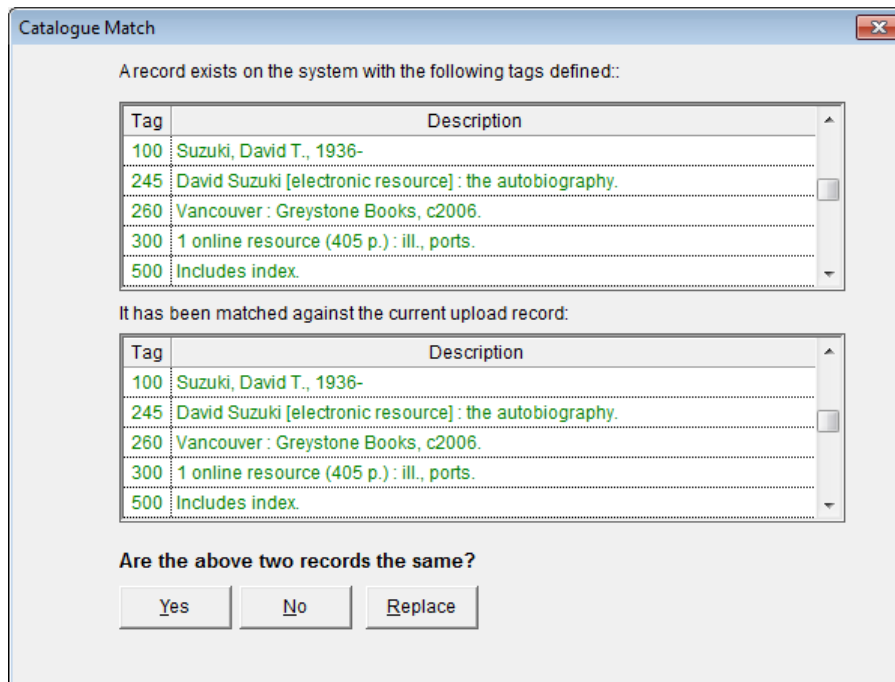 Catalogue Match
A record exists on the system with the following tags defined::
Tag Description
100 Suzuki, David T., 1936-
245 David Suzuki [electronic resource] : the autobiography.
260 Vancouver : Greystone Books, c2006.
300 1 online resource (405 p.) : ill., ports.
500 Includes index.
It has been matched against the current upload record:
Tag Description
100 Suzuki, David T., 1936-
245 David Suzuki [electronic resource] : the autobiography.
260 Vancouver : Greystone Books, c2006.
300 1 online resource (405 p.) : ill., ports.
500 Includes index.
Are the above two records the same?
Yes No Replace